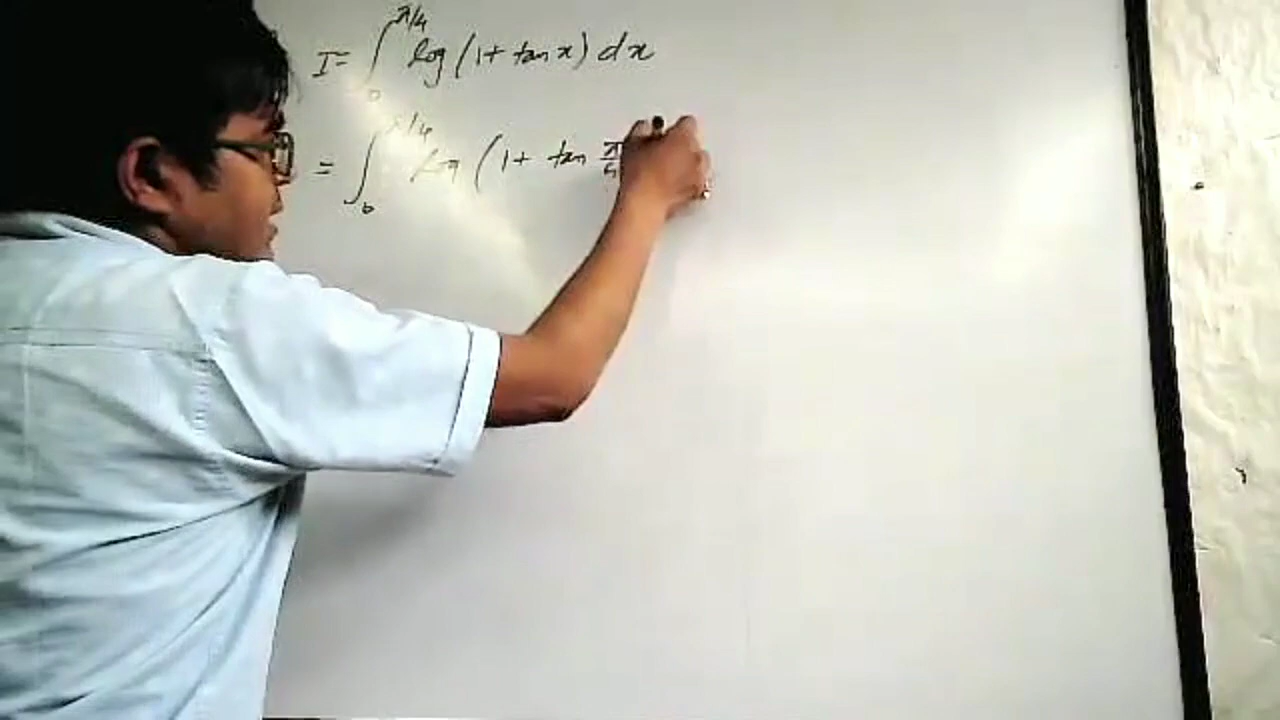 I = ∫₀^π/4 log (1 + tan x) dx
= ∫₀^π/4 log (1 + tan π/4